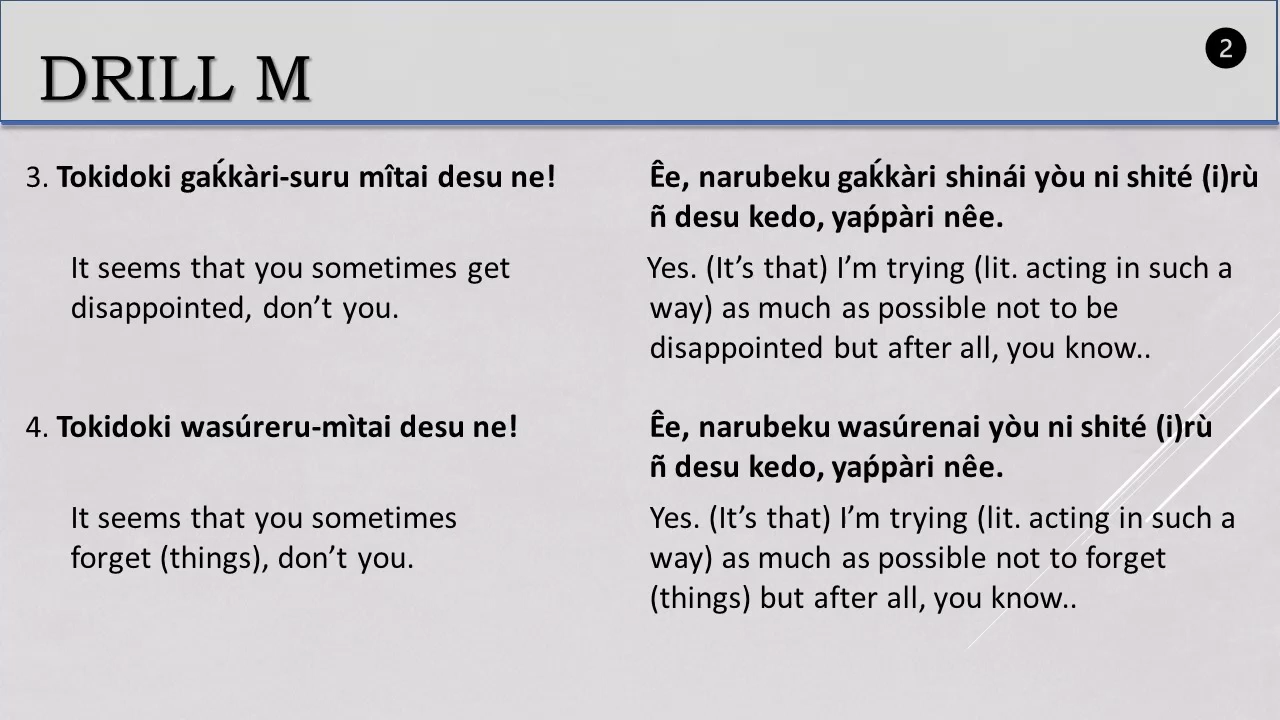 DRILL M
2
3. Tokidoki gaḱkàri-suru mîtai desu ne!
Êe, narubeku gaḱkàri shinái yòu ni shité (i)rù
ñ desu kedo, yaṕpàri nêe.
It seems that you sometimes get
disappointed, don’t you.
Yes. (It’s that) I’m trying (lit. acting in such a
way) as much as possible not to be
disappointed but after all, you know..
4. Tokidoki wasúreru-mìtai desu ne!
Êe, narubeku wasúrenai yòu ni shité (i)rù
ñ desu kedo, yaṕpàri nêe.
It seems that you sometimes
forget (things), don’t you.
Yes. (It’s that) I’m trying (lit. acting in such a
way) as much as possible not to forget
(things) but after all, you know..